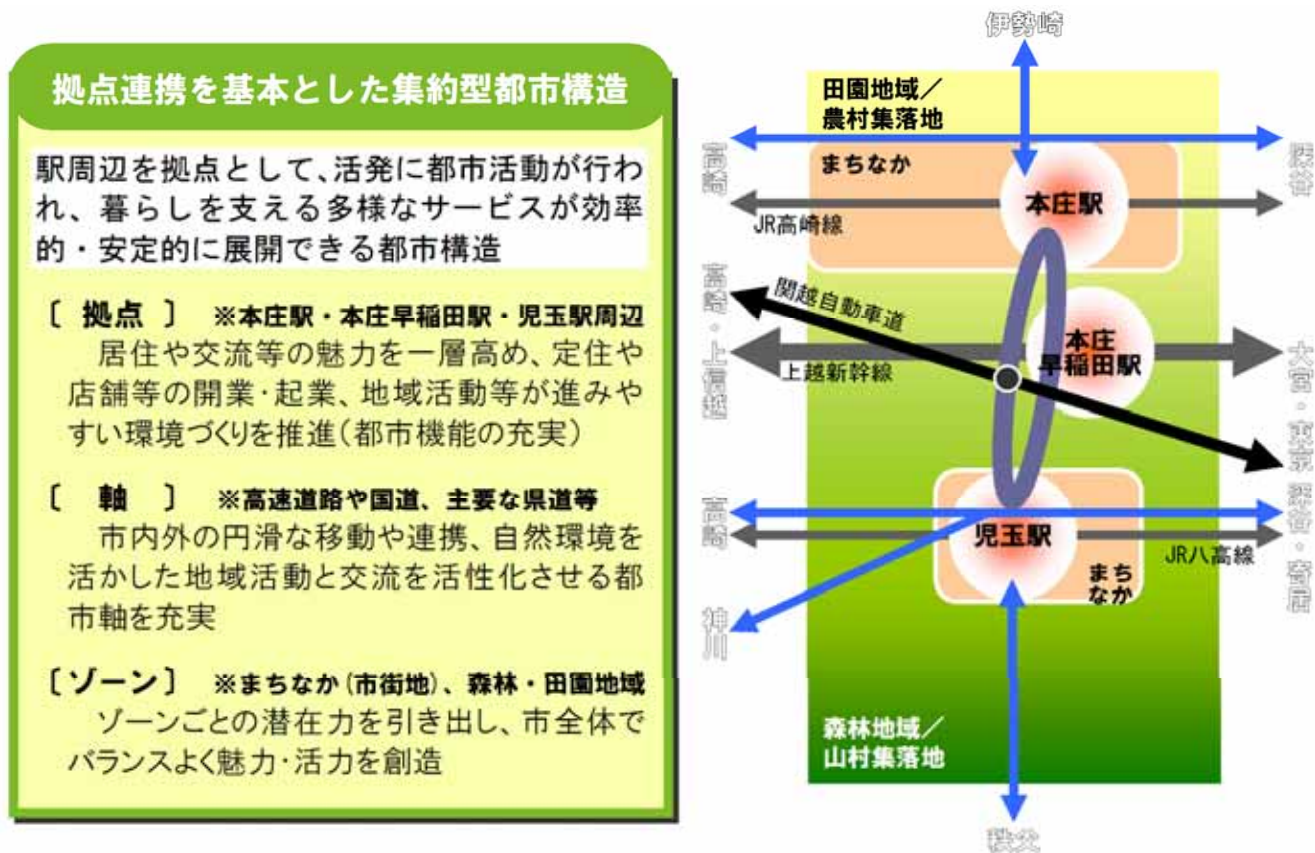 拠点連携を基本とした集約型都市構造
駅周辺を拠点として、活発に都市活動が行わ
れ、暮らしを支える多様なサービスが効率
的・安定的に展開できる都市構造
〔 拠点 〕 ※本庄駅・本庄早稲田駅・児玉駅周辺
居住や交流等の魅力を一層高め、定住や
店舗等の開業・起業、地域活動等が進みや
すい環境づくりを推進(都市機能の充実)
〔 軸 〕 ※高速道路や国道、主要な県道等
市内外の円滑な移動や連携、自然環境を
活かした地域活動と交流を活性化させる都
市軸を充実
〔ゾーン〕 ※まちなか(市街地)、森林・田園地域
ゾーンごとの潜在力を引き出し、市全体で
バランスよく魅力・活力を創造
伊勢崎
田園地域/
農村集落地
高崎
深谷
まちなか
本庄駅
JR高崎線
高崎・上信越
関越自動車道
本庄
早稲田駅
上越新幹線
大宮・東京
高崎
深谷・寄居
児玉駅
JR八高線
まち
なか
神川
森林地域/
山村集落地
秩父